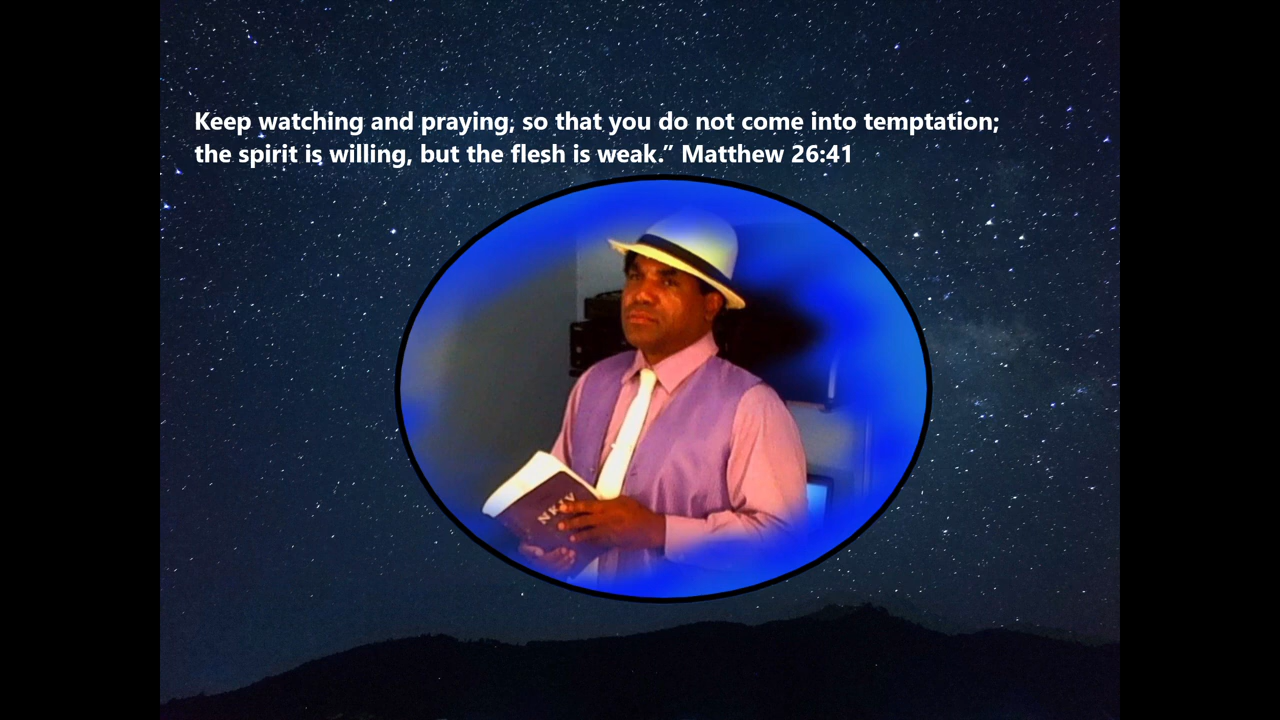 Keep watching and praying, so that you do not come into temptation;
the spirit is willing, but the flesh is weak.” Matthew 26:41
NKJV